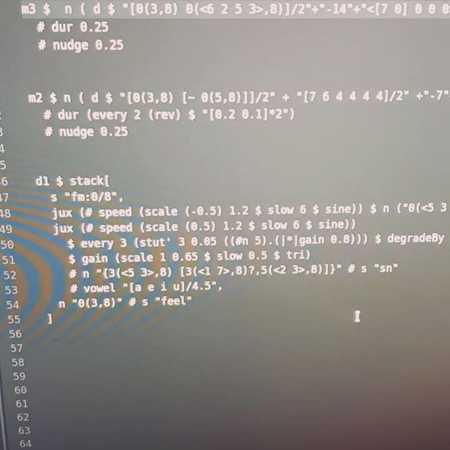 m3 $ n ( d $ "[0(3,8) 0(<6 2 5 3>,8)]/2"+"-14"+"<[7 0] 0 0 0
# dur 0.25
# nudge 0.25
m2 $ n ( d $ "[0(3,8) [~ 0(5,8)]]/2" + "[7 6 4 4 4 4]/2" +"-7"
# dur (every 2 (rev) $ "[0.2 0.1]*2")
# nudge 0.25
d1 $ stack[
47 s "fm:0/8",
48 jux (# speed (scale (-0.5) 1.2 $ slow 6 $ sine)) $ n ("0(<5 3
49 jux (# speed (scale (0.5) 1.2 $ slow 6 $ sine))
50 $ every 3 (stut' 3 0.05 ((#n 5).(|*|gain 0.8))) $ degradeBy
51 $ gain (scale 1 0.65 $ slow 0.5 $ tri)
52 # n "{3(<5 3>,8) [3(<1 7>,8)?,5(<2 3>,8)]}" # s "sn"
53 # vowel "[a e i u]/4.5",
54 n "0(3,8)" # s "feel"
55 ]
56
57
58
59
60
61
62
63
64